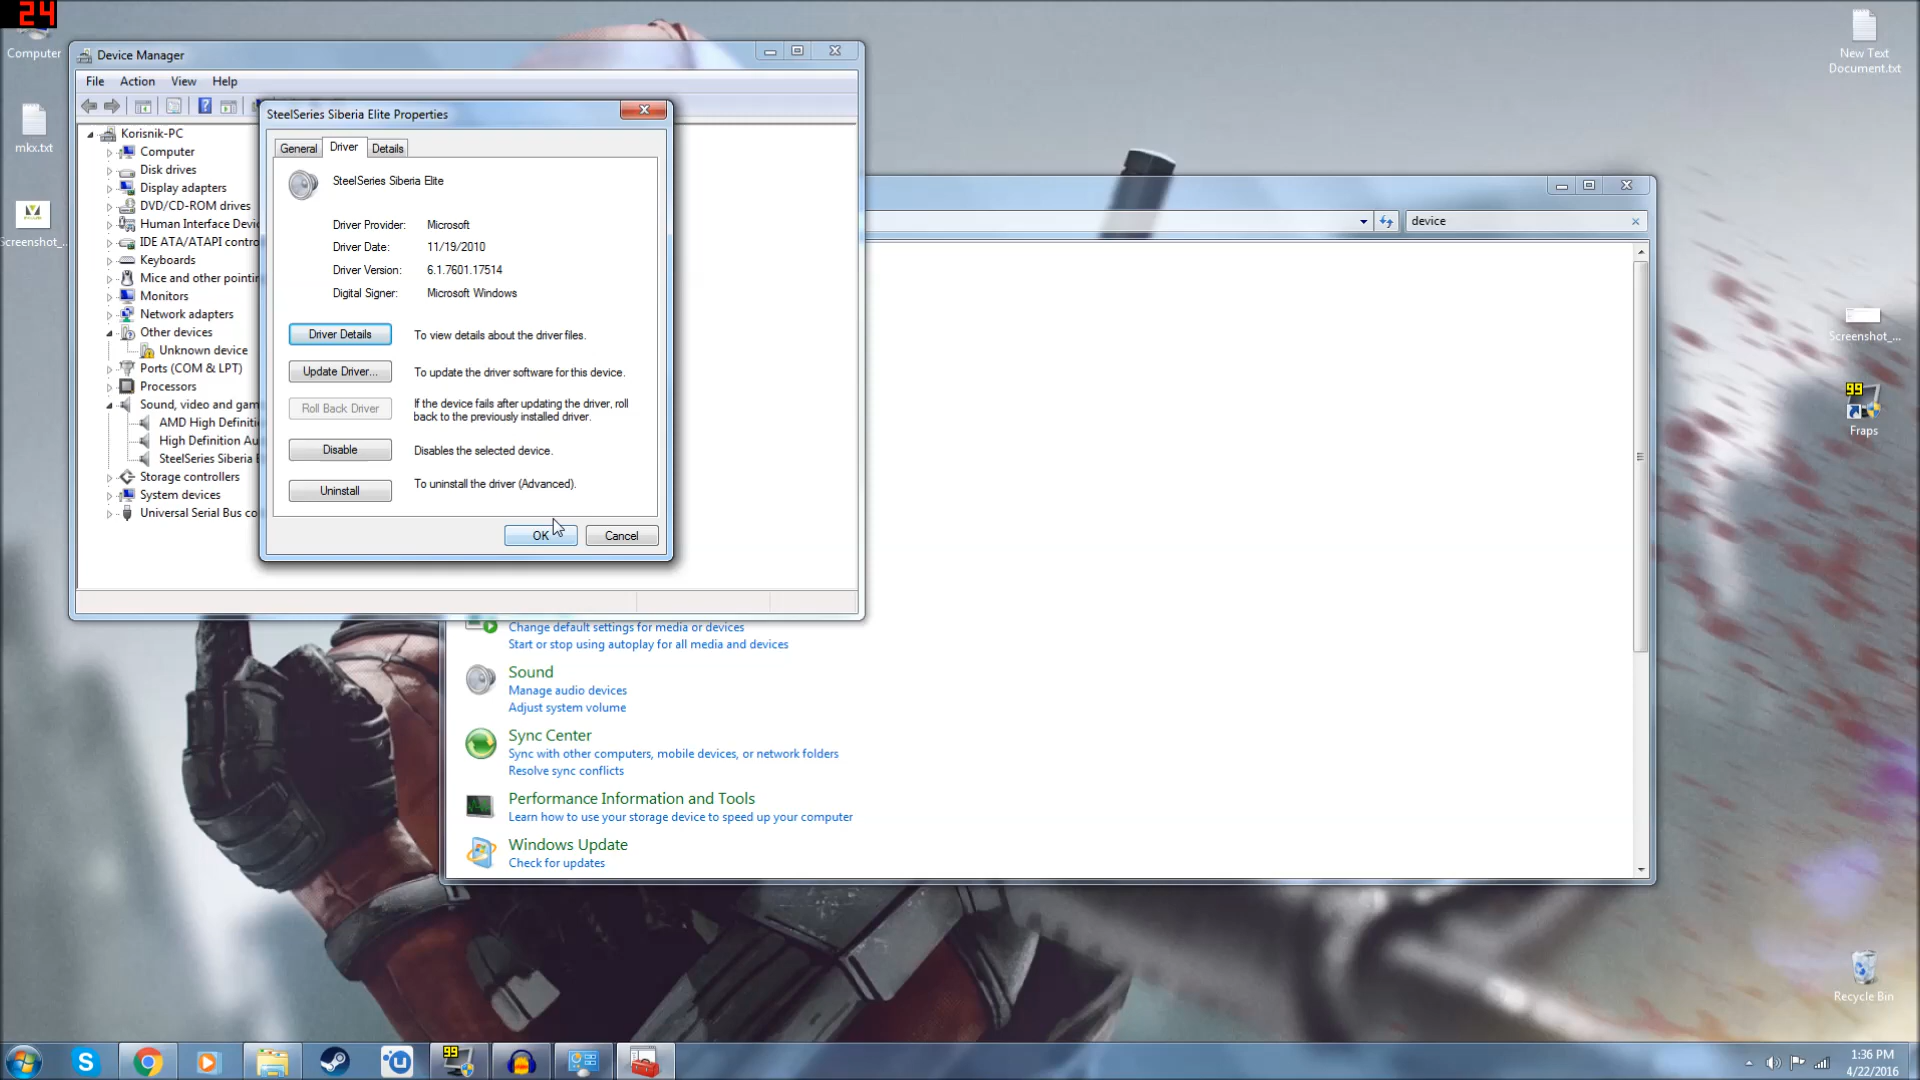 24
Computer
mkx.txt
Screenshot_...
Device Manager
File Action View Help
Korisnik-PC
Computer
Disk drives
Display adapters
DVD/CD-ROM drives
Human Interface Devi
IDE ATA/ATAPI contro
Keyboards
Mice and other pointin
Monitors
Network adapters
Other devices
Unknown device
Ports (COM & LPT)
Processors
Sound, video and gam
AMD High Definiti
High Definition Au
SteelSeries Siberia E
Storage controllers
System devices
Universal Serial Bus co
SteelSeries Siberia Elite Properties
General Driver Details
SteelSeries Siberia Elite
Driver Provider: Microsoft
Driver Date: 11/19/2010
Driver Version: 6.1.7601.17514
Digital Signer: Microsoft Windows
Driver Details To view details about the driver files.
Update Driver... To update the driver software for this device.
Roll Back Driver If the device fails after updating the driver, roll
back to the previously installed driver.
Disable Disables the selected device.
Uninstall To uninstall the driver (Advanced).
OK Cancel
device
Change default settings for media or devices
Start or stop using autoplay for all media and devices
Sound
Manage audio devices
Adjust system volume
Sync Center
Sync with other computers, mobile devices, or network folders
Resolve sync conflicts
Performance Information and Tools
Learn how to use your storage device to speed up your computer
Windows Update
Check for updates
New Text
Document.txt
Screenshot_...
99
Fraps
Recycle Bin
S
99
1:36 PM
4/22/2016